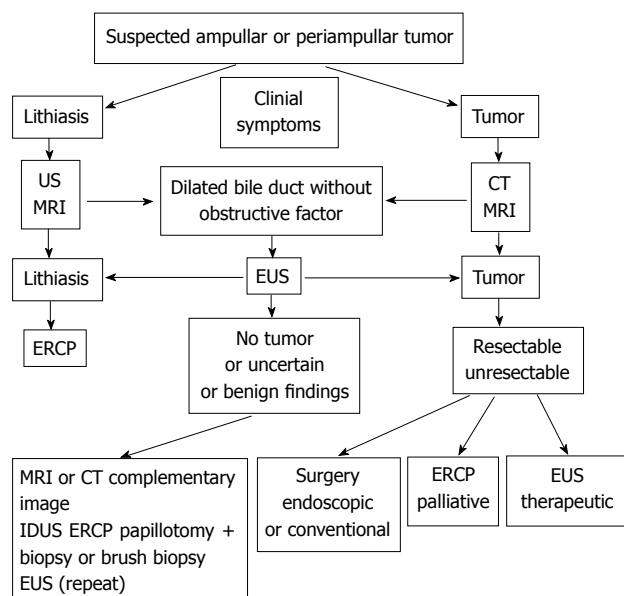 Suspected ampullar or periampullar tumor
Lithiasis
Clinial
symptoms
Tumor
US
MRI
Dilated bile duct without
obstructive factor
CT
MRI
Lithiasis
EUS
Tumor
ERCP
No tumor
or uncertain
or benign findings
Resectable
unresectable
MRI or CT complementary
image
IDUS ERCP papillotomy +
biopsy or brush biopsy
EUS (repeat)
Surgery
endoscopic
or conventional
ERCP
palliative
EUS
therapeutic